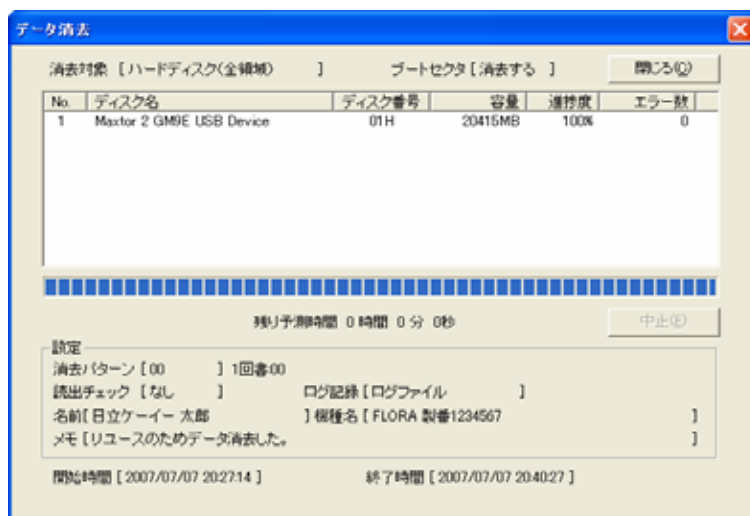 データ消去
消去対象 [ハードディスク(全領域) ] ブートセクタ[消去する ] 閉じる(C)
No. ディスク名 ディスク番号 容量 進捗度 エラー数
1 Maxtor 2 GM9E USB Device 01H 20415MB 100% 0
残り予測時間 0 時間 0 分 0秒 中止(E)
設定
消去パターン [00 ] 1回書:00
読出チェック [なし ] ログ記録 [ログファイル ]
名前[日立ケーイー 太郎 ] 機種名 [ FLORA 製番1234567 ]
メモ [リユースのためデータ消去した。 ]
開始時間 [ 2007/07/07 20:27:14 ] 終了時間 [ 2007/07/07 20:40:27 ]